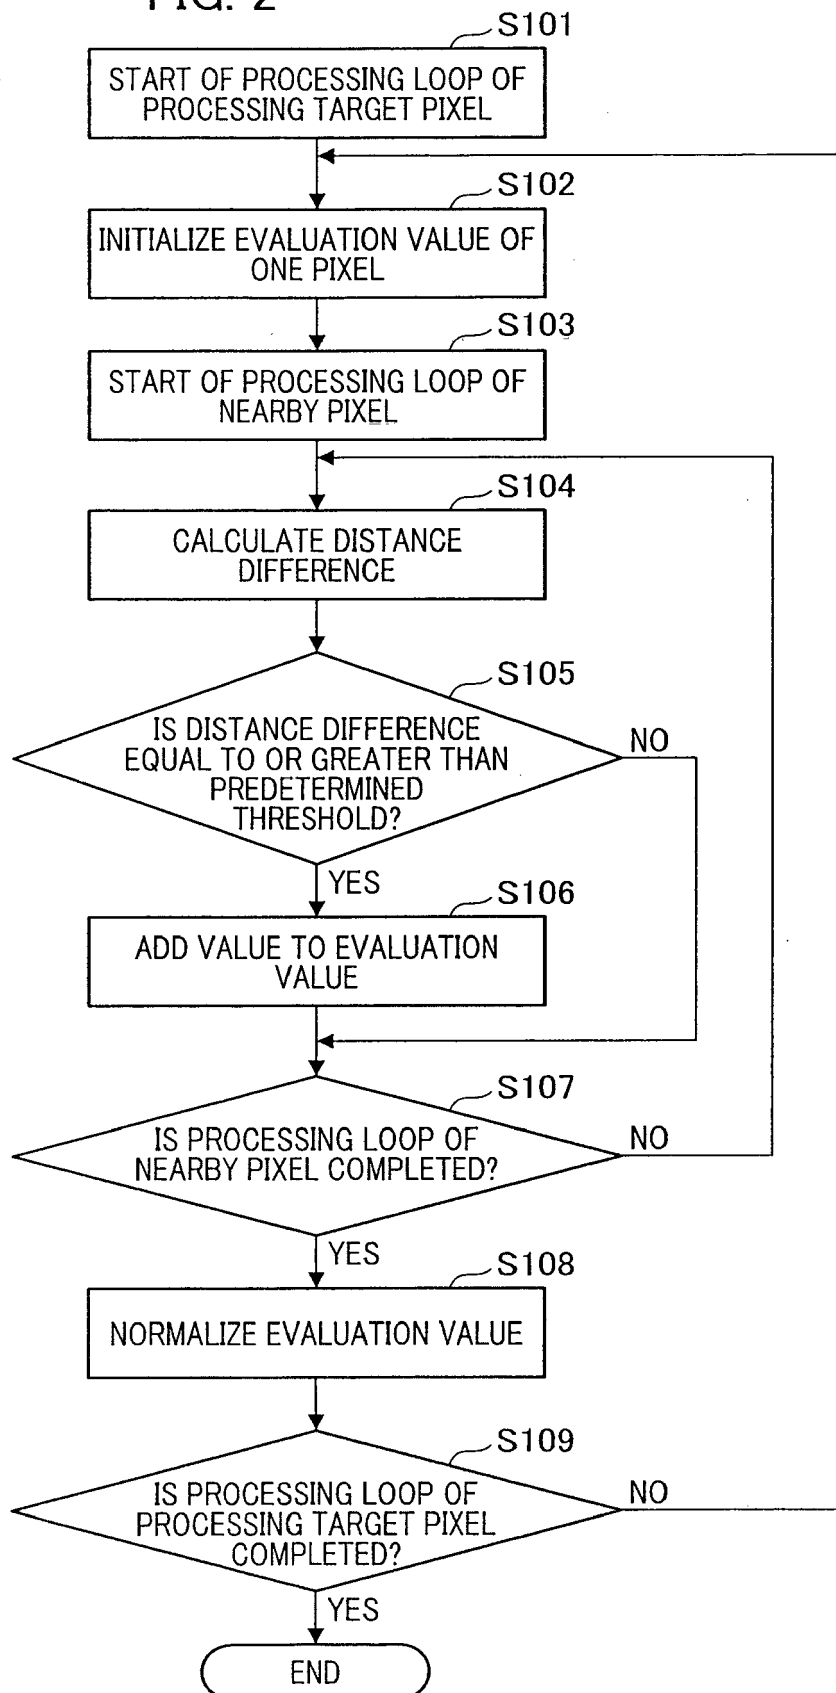 FIG. 2
S101
START OF PROCESSING LOOP OF
PROCESSING TARGET PIXEL
S102
INITIALIZE EVALUATION VALUE OF
ONE PIXEL
S103
START OF PROCESSING LOOP OF
NEARBY PIXEL
S104
CALCULATE DISTANCE
DIFFERENCE
S105
IS DISTANCE DIFFERENCE
EQUAL TO OR GREATER THAN
PREDETERMINED
THRESHOLD?
NO
YES
S106
ADD VALUE TO EVALUATION
VALUE
S107
IS PROCESSING LOOP OF
NEARBY PIXEL COMPLETED?
NO
YES
S108
NORMALIZE EVALUATION VALUE
S109
IS PROCESSING LOOP OF
PROCESSING TARGET PIXEL
COMPLETED?
NO
YES
END